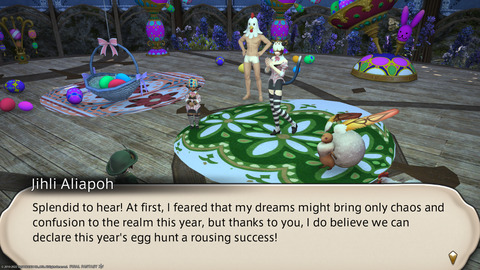 Jihli Aliapoh
Splendid to hear! At first, I feared that my dreams might bring only chaos and
confusion to the realm this year, but thanks to you, I do believe we can
declare this year's egg hunt a rousing success!